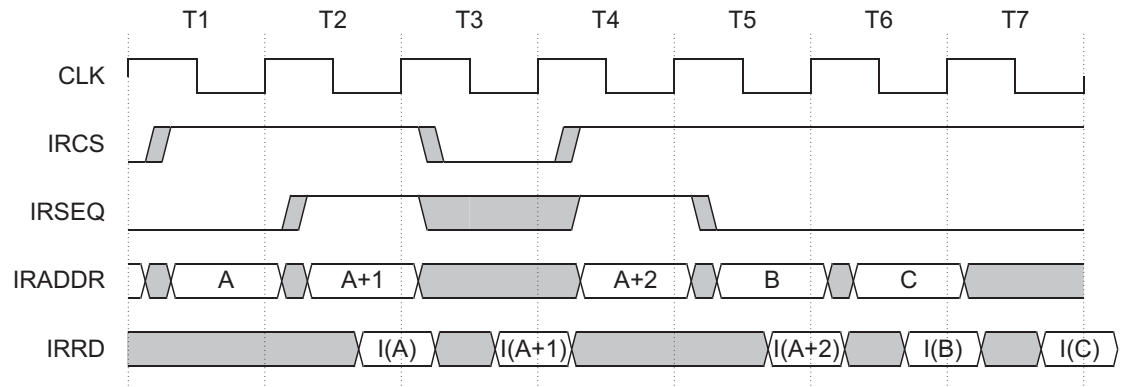 T1 T2 T3 T4 T5 T6 T7
CLK
IRCS
IRSEQ
IRADDR A A+1 A+2 B C
IRRD I(A) I(A+1) I(A+2) I(B) I(C)